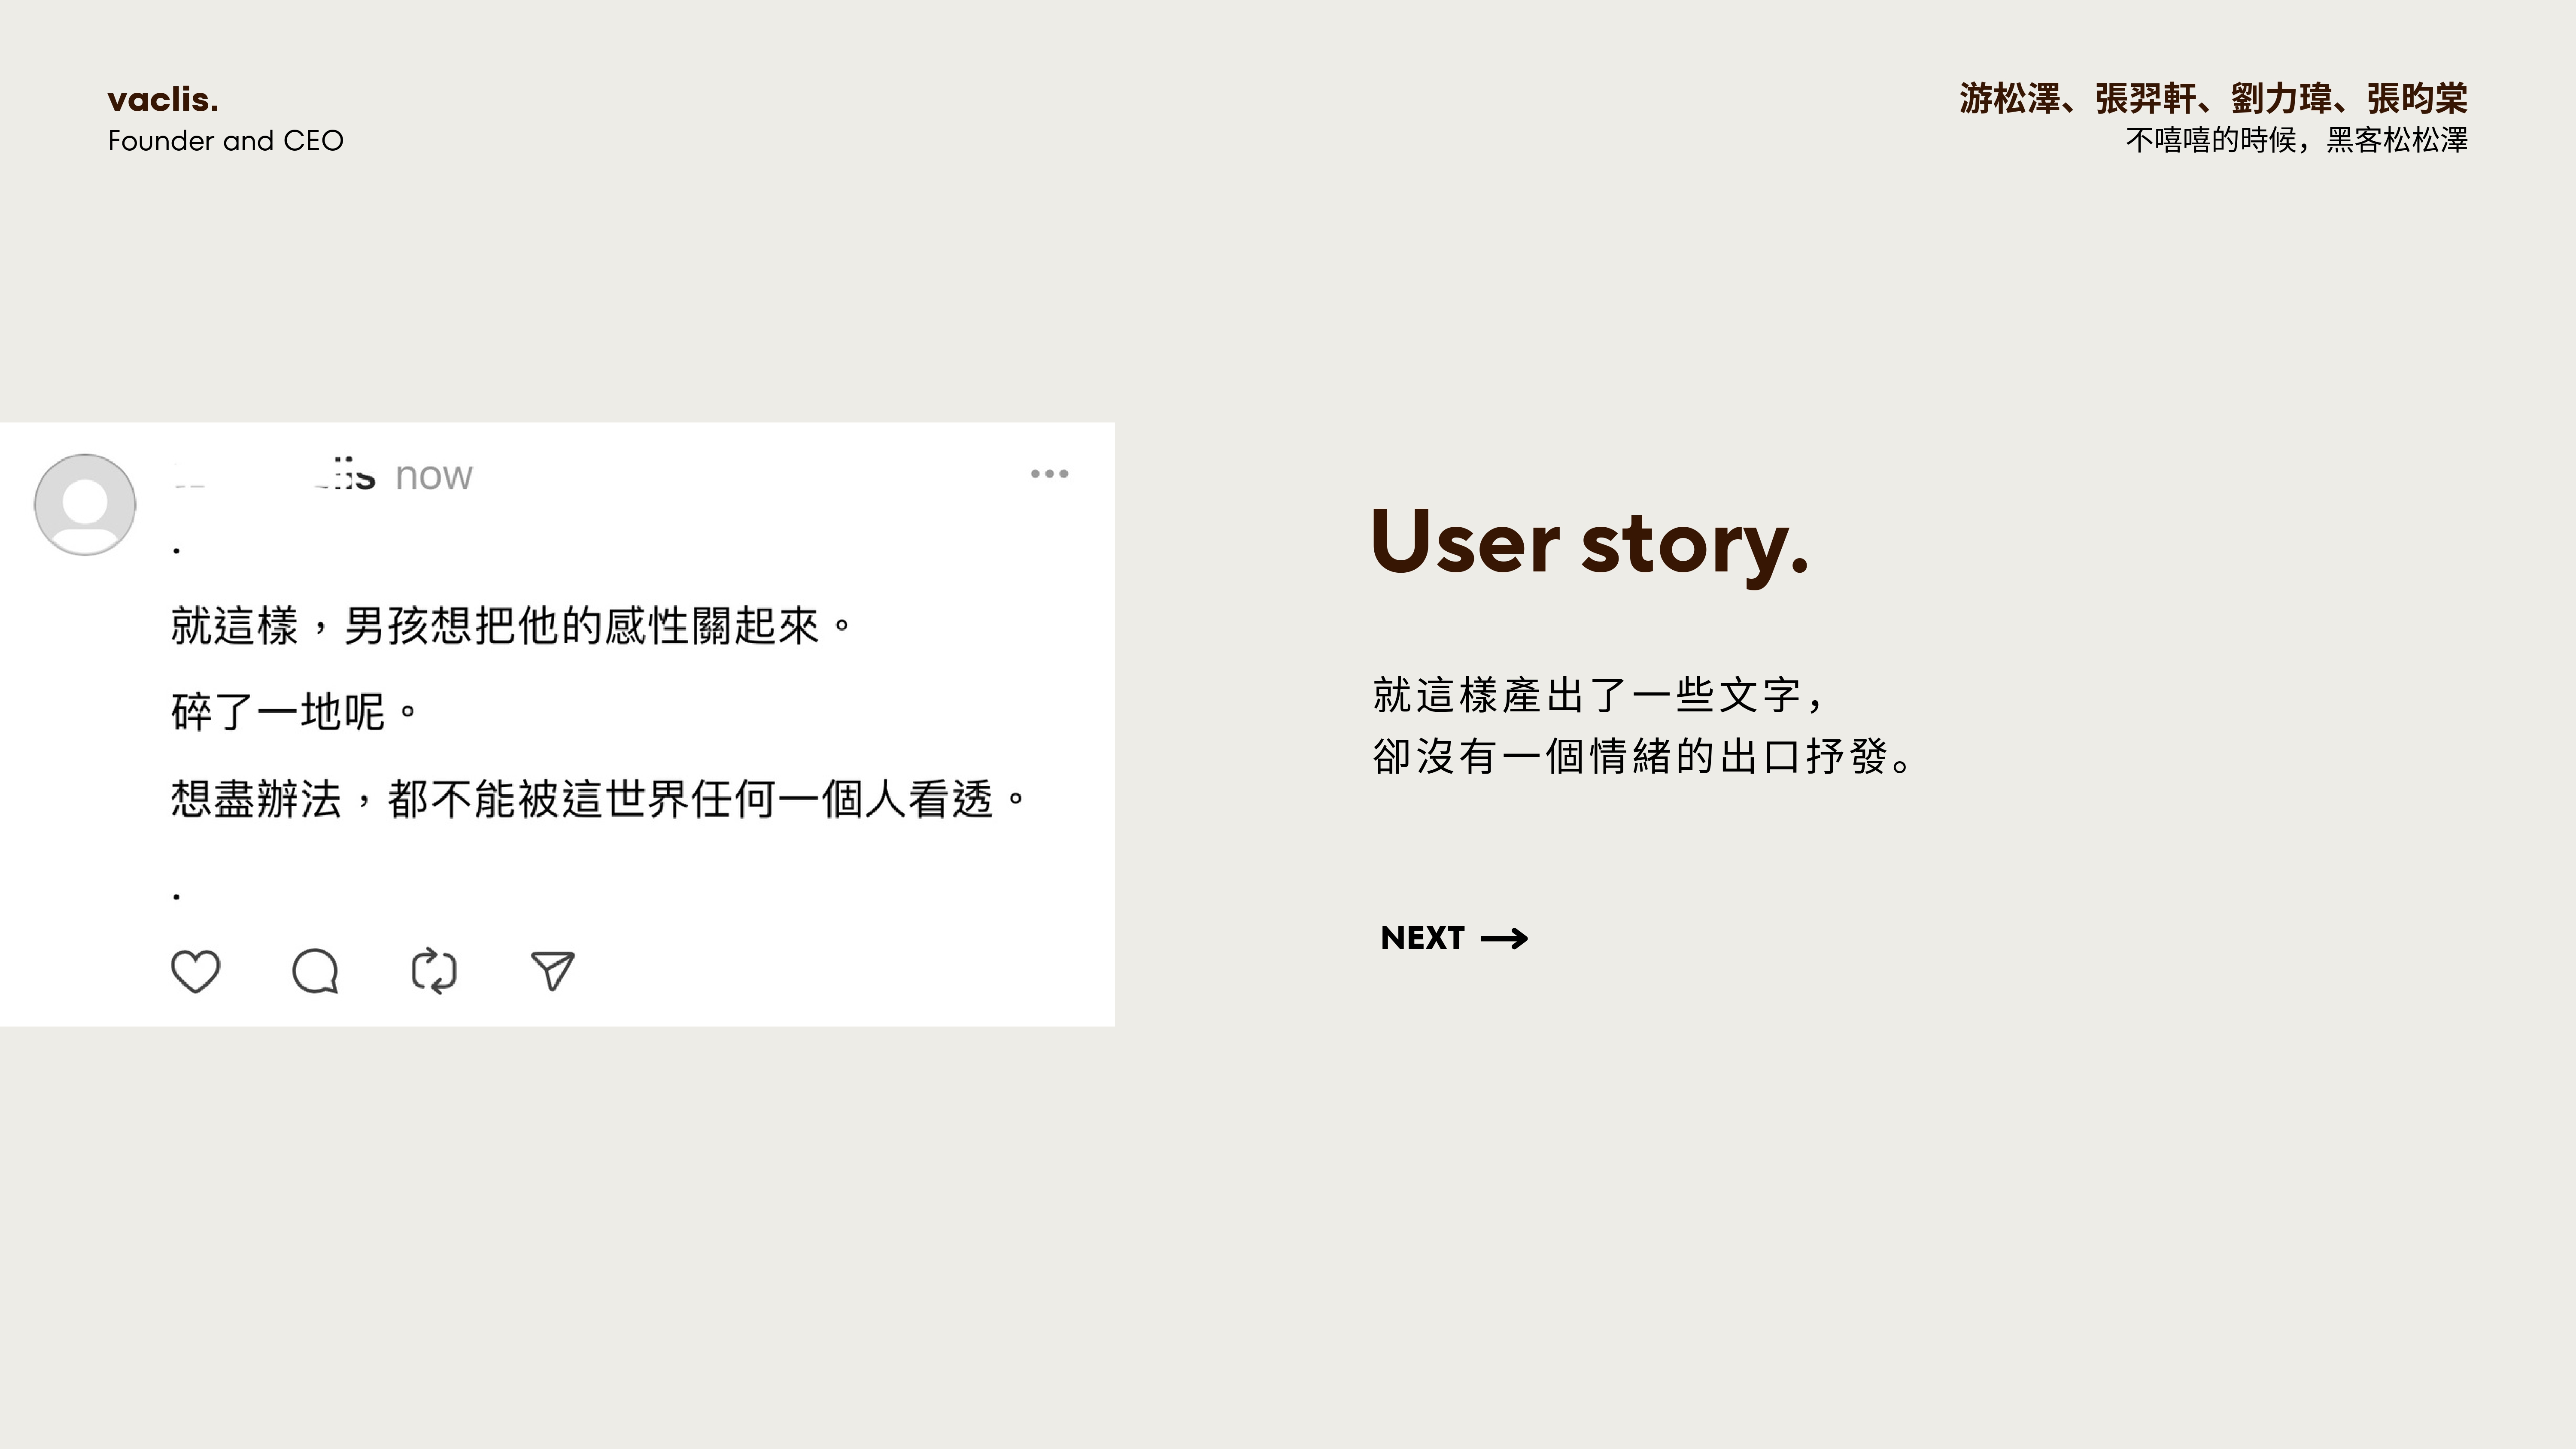 vaclis.
Founder and CEO
游松澤、張羿軒、劉力瑋、張昀棠
不嘻嘻的時候，黑客松松澤
now
.
就這樣，男孩想把他的感性關起來。
碎了一地呢。
想盡辦法，都不能被這世界任何一個人看透。
.
User story.
就這樣產出了一些文字，
卻沒有一個情緒的出口抒發。
NEXT →